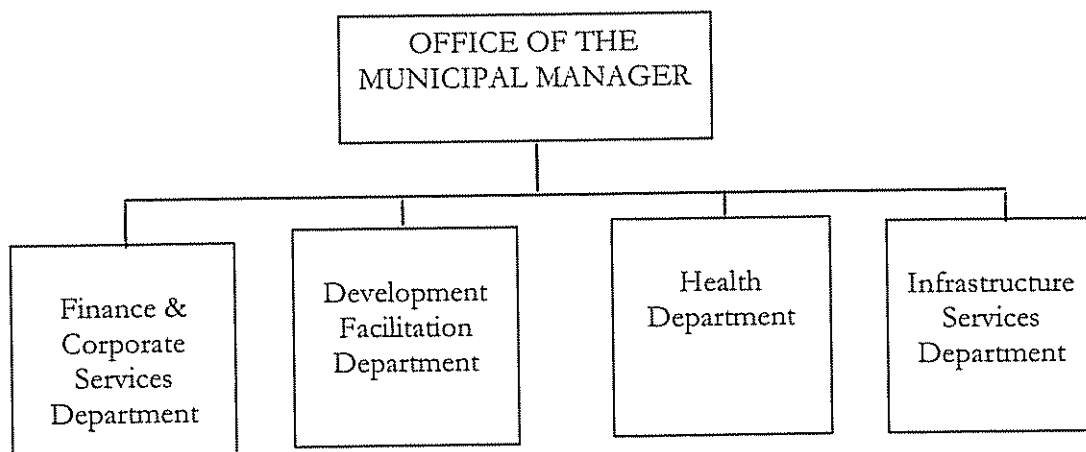 OFFICE OF THE
MUNICIPAL MANAGER
Finance &
Corporate
Services
Department
Development
Facilitation
Department
Health
Department
Infrastructure
Services
Department